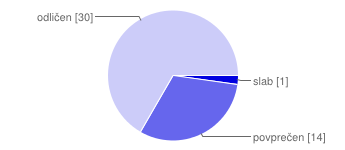 odličen [30]
slab [1]
povprečen [14]